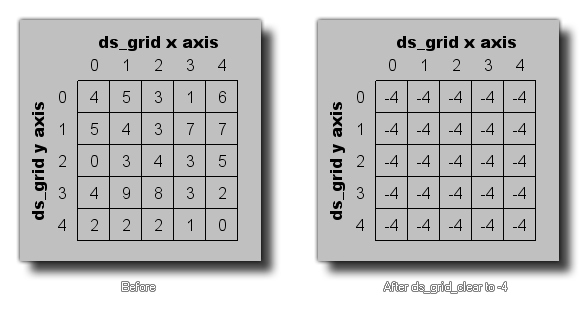 ds_grid x axis
0 1 2 3 4
ds_grid y axis
0 4 5 3 1 6
1 5 4 3 7 7
2 0 3 4 3 5
3 4 9 8 3 2
4 2 2 2 1 0
Before
ds_grid x axis
0 1 2 3 4
ds_grid y axis
0 -4 -4 -4 -4 -4
1 -4 -4 -4 -4 -4
2 -4 -4 -4 -4 -4
3 -4 -4 -4 -4 -4
4 -4 -4 -4 -4 -4
After ds_grid_clear to -4